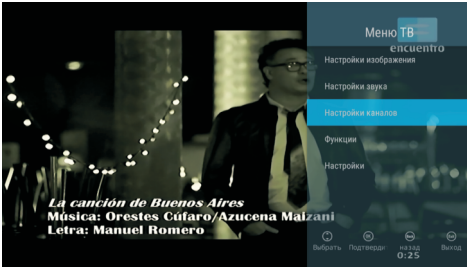 Меню ТВ
encuentro
Настройки изображения
Настройки звука
Настройки каналов
Функции
Настройки
La canción de Buenos Aires
Música: Orestes Cúfaro/Azucena Maizani
Letra: Manuel Romero
Выбрать Подтверди назад Выход
0:25